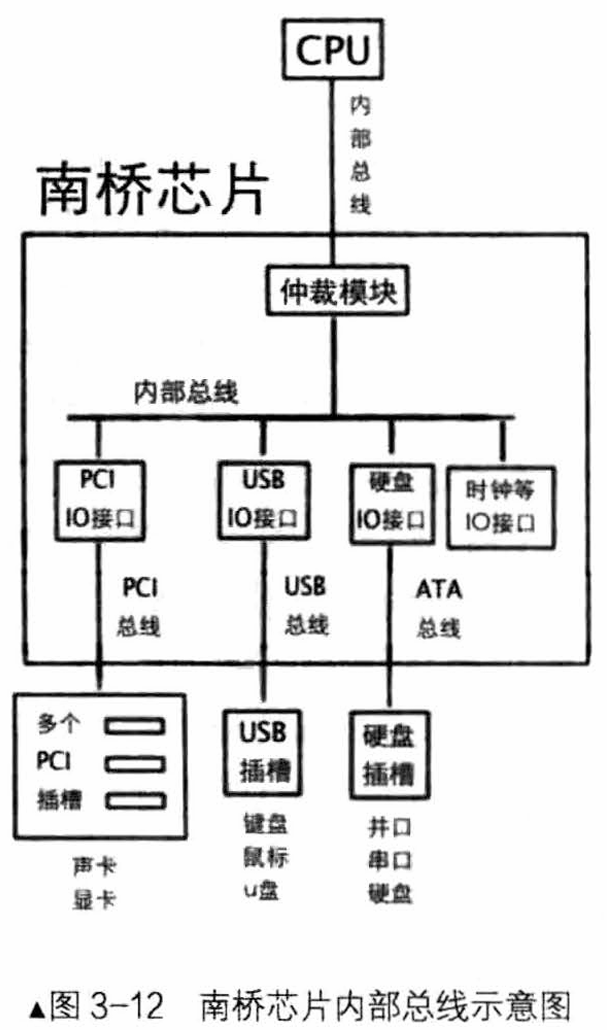 CPU
内
部
总
线
南桥芯片
仲裁模块
内部总线
PCI
IO接口
USB
IO接口
硬盘
IO接口
时钟等
IO接口
PCI
总线
USB
总线
ATA
总线
多个
PCI
插槽
USB
插槽
硬盘
插槽
声卡
显卡
键盘
鼠标
u盘
并口
串口
硬盘
▲图 3-12 南桥芯片内部总线示意图